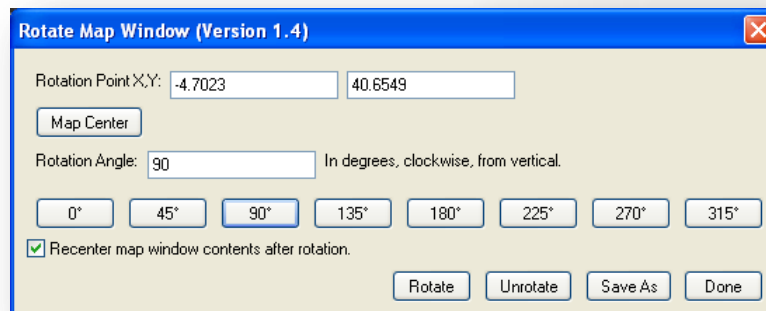 Rotate Map Window (Version 1.4)
Rotation Point X,Y: -4.7023 40.6549
Map Center
Rotation Angle: 90 In degrees, clockwise, from vertical.
0° 45° 90° 135° 180° 225° 270° 315°
Recenter map window contents after rotation.
Rotate Unrotate Save As Done